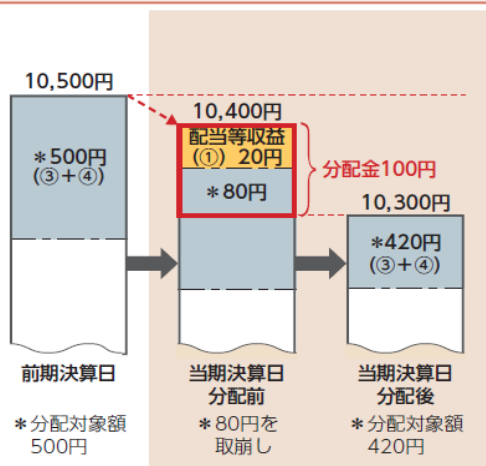 10,500円
＊500円
(③＋④)
10,400円
配当等収益
(①) 20円
＊80円
分配金100円
10,300円
＊420円
(③＋④)
前期決算日
当期決算日
分配前
当期決算日
分配後
＊分配対象額
500円
＊80円を
取崩し
＊分配対象額
420円